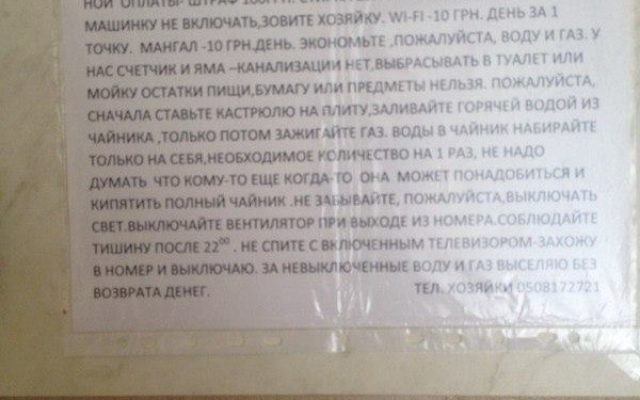 НОЙ ОПЛАТЫ- ШТРАФ 100ГРН.
МАШИНКУ НЕ ВКЛЮЧАТЬ,ЗОВИТЕ ХОЗЯЙКУ. WI-FI -10 ГРН. ДЕНЬ ЗА 1
ТОЧКУ. МАНГАЛ -10 ГРН.ДЕНЬ. ЭКОНОМЬТЕ ,ПОЖАЛУЙСТА, ВОДУ И ГАЗ. У
НАС СЧЕТЧИК И ЯМА –КАНАЛИЗАЦИИ НЕТ,ВЫБРАСЫВАТЬ В ТУАЛЕТ ИЛИ
МОЙКУ ОСТАТКИ ПИЩИ,БУМАГУ ИЛИ ПРЕДМЕТЫ НЕЛЬЗЯ. ПОЖАЛУЙСТА,
СНАЧАЛА СТАВЬТЕ КАСТРЮЛЮ НА ПЛИТУ,ЗАЛИВАЙТЕ ГОРЯЧЕЙ ВОДОЙ ИЗ
ЧАЙНИКА ,ТОЛЬКО ПОТОМ ЗАЖИГАЙТЕ ГАЗ. ВОДЫ В ЧАЙНИК НАБИРАЙТЕ
ТОЛЬКО НА СЕБЯ,НЕОБХОДИМОЕ КОЛИЧЕСТВО НА 1 РАЗ, НЕ НАДО
ДУМАТЬ ЧТО КОМУ-ТО ЕЩЕ КОГДА-ТО ОНА МОЖЕТ ПОНАДОБИТЬСЯ И
КИПЯТИТЬ ПОЛНЫЙ ЧАЙНИК .НЕ ЗАБЫВАЙТЕ, ПОЖАЛУЙСТА,ВЫКЛЮЧАТЬ
СВЕТ.ВЫКЛЮЧАЙТЕ ВЕНТИЛЯТОР ПРИ ВЫХОДЕ ИЗ НОМЕРА.СОБЛЮДАЙТЕ
ТИШИНУ ПОСЛЕ 22⁰⁰ . НЕ СПИТЕ С ВКЛЮЧЕННЫМ ТЕЛЕВИЗОРОМ-ЗАХОЖУ
В НОМЕР И ВЫКЛЮЧАЮ. ЗА НЕВЫКЛЮЧЕННЫЕ ВОДУ И ГАЗ ВЫСЕЛЯЮ БЕЗ
ВОЗВРАТА ДЕНЕГ. ТЕЛ. ХОЗЯЙКИ 0508172721